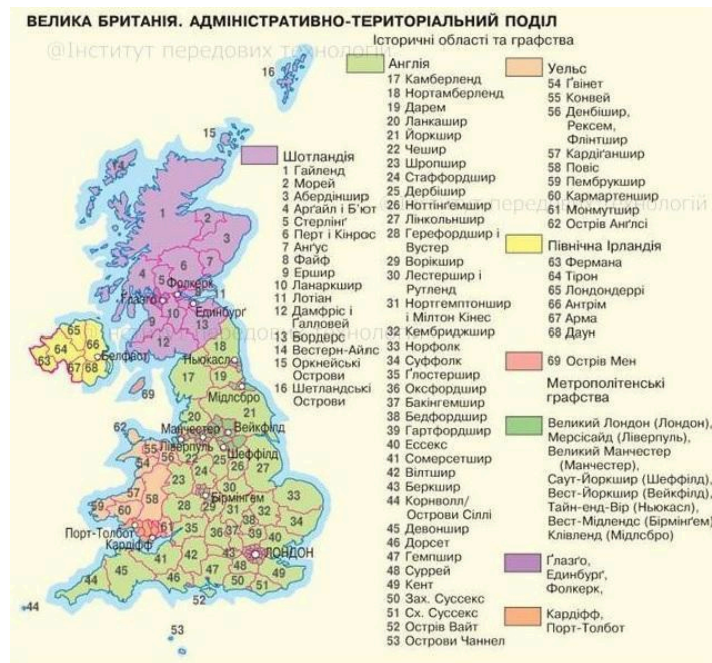 ВЕЛИКА БРИТАНІЯ. АДМІНІСТРАТИВНО-ТЕРИТОРІАЛЬНИЙ ПОДІЛ
@Інститут передових технологій
Історичні області та графства
Шотландія
1 Гайленд
2 Морей
3 Абердіншир
4 Арґайл і Б'ют
5 Стерлінґ
6 Перт і Кінрос
7 Анґус
8 Файф
9 Ершир
10 Ланаркшир
11 Лотіан
12 Дамфріс і
Галловей
13 Бордерс
14 Вестерн-Айлс
15 Оркнейські
Острови
16 Шетландські
Острови
Англія
17 Камберленд
18 Нортамберленд
19 Дарем
20 Ланкашир
21 Йоркшир
22 Чешир
23 Шропшир
24 Стаффордшир
25 Дербішир
26 Ноттінґемшир
27 Лінкольншир
28 Герефордшир і
Вустер
29 Ворікшир
30 Лестершир і
Рутленд
31 Нортгемптоншир
і Мілтон Кінес
32 Кембриджшир
33 Норфолк
34 Суффолк
35 Ґлостершир
36 Оксфордшир
37 Бакінгемшир
38 Бедфордшир
39 Гартфордшир
40 Ессекс
41 Сомерсетшир
42 Вілтшир
43 Беркшир
44 Корнволл/
Острови Сіллі
45 Девоншир
46 Дорсет
47 Гемпшир
48 Суррей
49 Кент
50 Зах. Суссекс
51 Сх. Суссекс
52 Острів Вайт
53 Острови Чаннел
Уельс
54 Ґвінет
55 Конвей
56 Денбішир,
Рексем,
Флінтшир
57 Кардіґаншир
58 Повіс
59 Пембрукшир
60 Кармартеншир
61 Монмутшир
62 Острів Анґлсі
Північна Ірландія
63 Фермана
64 Тірон
65 Лондондеррі
66 Антрім
67 Арма
68 Даун
69 Острів Мен
Метрополітенські
графства
Великий Лондон (Лондон),
Мерсісайд (Ліверпуль),
Великий Манчестер
(Манчестер),
Саут-Йоркшир (Шеффілд),
Вест-Йоркшир (Вейкфілд),
Тайн-енд-Вір (Ньюкасл),
Вест-Мідлендс (Бірмінґем),
Клівленд (Мідлсбро)
Ґлазґо,
Единбурґ,
Фолкерк,
Кардіфф,
Порт-Толбот
Фолкерк
Ґлазго
Единбурґ
Белфаст
Ньюкасл
Мідлсбро
Манчестер
Вейкфілд
Ліверпуль
Шеффілд
Бірмінгем
Порт-Толбот
Кардіфф
ЛОНДОН